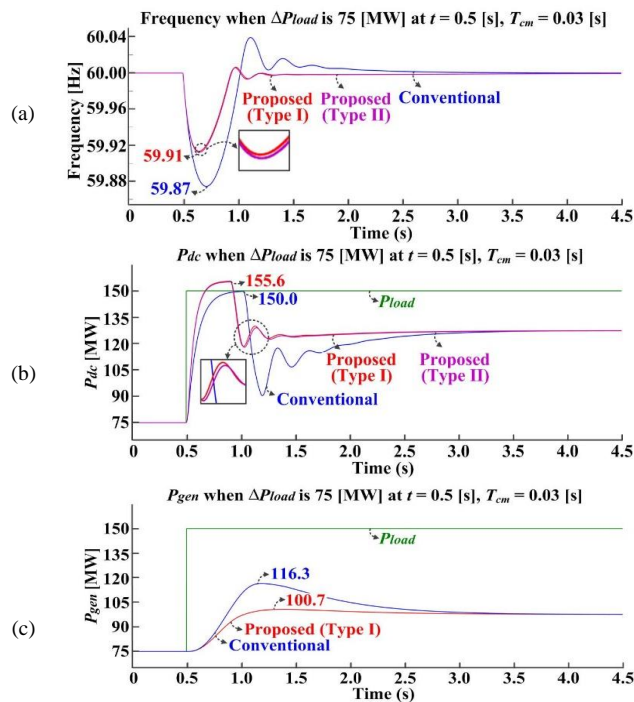 Frequency when ΔPload is 75 [MW] at t = 0.5 [s], Tcm = 0.03 [s]
(a)
Frequency [Hz]
60.04
60.00
59.96
59.92
59.88
59.91
59.87
Proposed (Type I)
Proposed (Type II)
Conventional
0 0.5 1.0 1.5 2.0 2.5 3.0 3.5 4.0 4.5
Time (s)
Pdc when ΔPload is 75 [MW] at t = 0.5 [s], Tcm = 0.03 [s]
(b)
Pdc [MW]
150
135
120
105
90
75
155.6
150.0
Pload
Proposed (Type I)
Proposed (Type II)
Conventional
0 0.5 1.0 1.5 2.0 2.5 3.0 3.5 4.0 4.5
Time (s)
Pgen when ΔPload is 75 [MW] at t = 0.5 [s], Tcm = 0.03 [s]
(c)
Pgen [MW]
150
135
120
105
90
75
Pload
116.3
100.7
Proposed (Type I)
Conventional
0 0.5 1.0 1.5 2.0 2.5 3.0 3.5 4.0 4.5
Time (s)